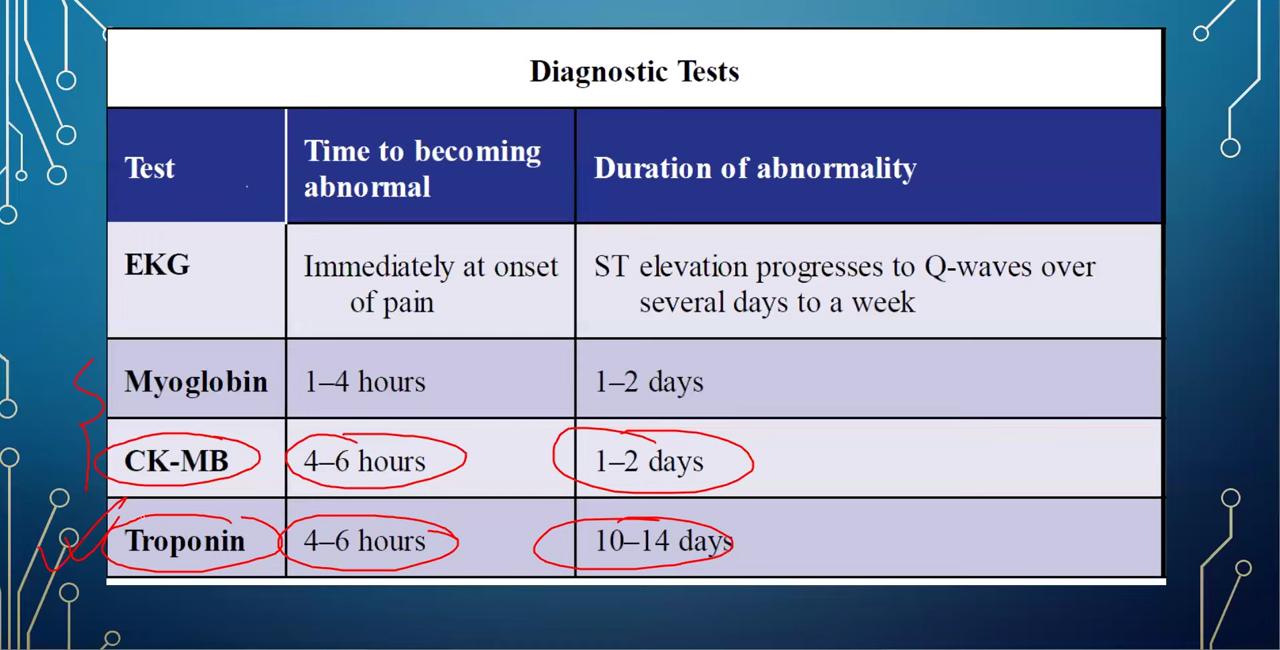 Diagnostic Tests
Test
Time to becoming
abnormal
Duration of abnormality
EKG
Immediately at onset
of pain
ST elevation progresses to Q-waves over
several days to a week
Myoglobin
1–4 hours
1–2 days
CK-MB
4–6 hours
1–2 days
Troponin
4–6 hours
10–14 days